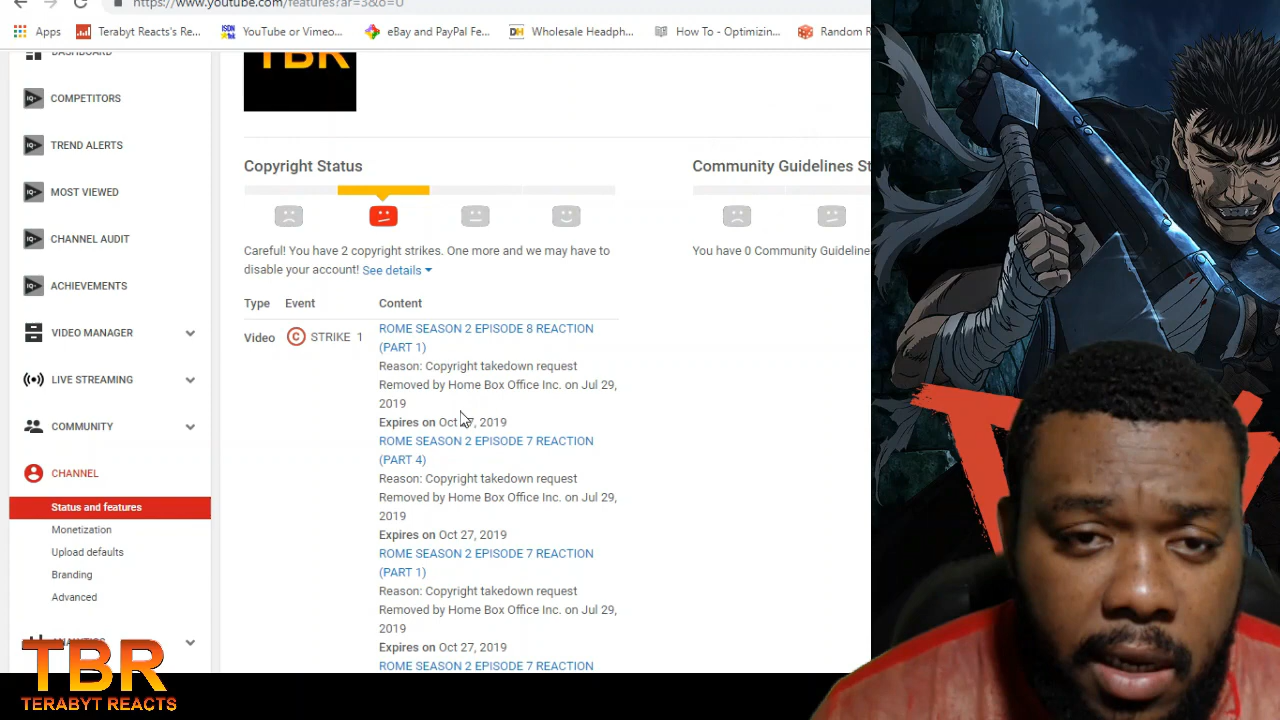 https://www.youtube.com/features?ar=3&o=U
Apps
Terabyt Reacts's Re...
YouTube or Vimeo...
eBay and PayPal Fe...
DH
Wholesale Headph...
How To - Optimizin...
Random R
DASHBOARD
TBR
COMPETITORS
TREND ALERTS
MOST VIEWED
CHANNEL AUDIT
ACHIEVEMENTS
VIDEO MANAGER
LIVE STREAMING
COMMUNITY
CHANNEL
Status and features
Monetization
Upload defaults
Branding
Advanced
ANALYTICS
Copyright Status
Community Guidelines St
Careful! You have 2 copyright strikes. One more and we may have to
disable your account! See details
You have 0 Community Guideline
Type Event Content
Video STRIKE 1
ROME SEASON 2 EPISODE 8 REACTION
(PART 1)
Reason: Copyright takedown request
Removed by Home Box Office Inc. on Jul 29,
2019
Expires on Oct 27, 2019
ROME SEASON 2 EPISODE 7 REACTION
(PART 4)
Reason: Copyright takedown request
Removed by Home Box Office Inc. on Jul 29,
2019
Expires on Oct 27, 2019
ROME SEASON 2 EPISODE 7 REACTION
(PART 1)
Reason: Copyright takedown request
Removed by Home Box Office Inc. on Jul 29,
2019
Expires on Oct 27, 2019
ROME SEASON 2 EPISODE 7 REACTION
TBR
TERABYT REACTS